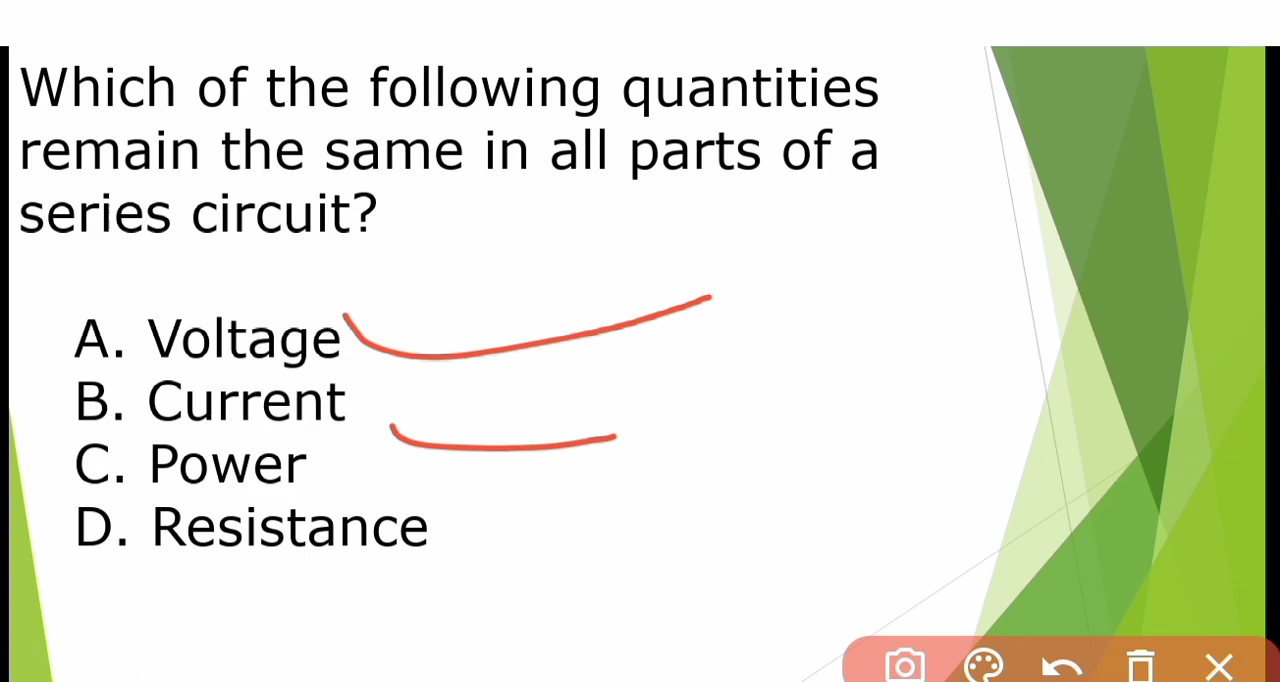 Which of the following quantities
remain the same in all parts of a
series circuit?
A. Voltage
B. Current
C. Power
D. Resistance